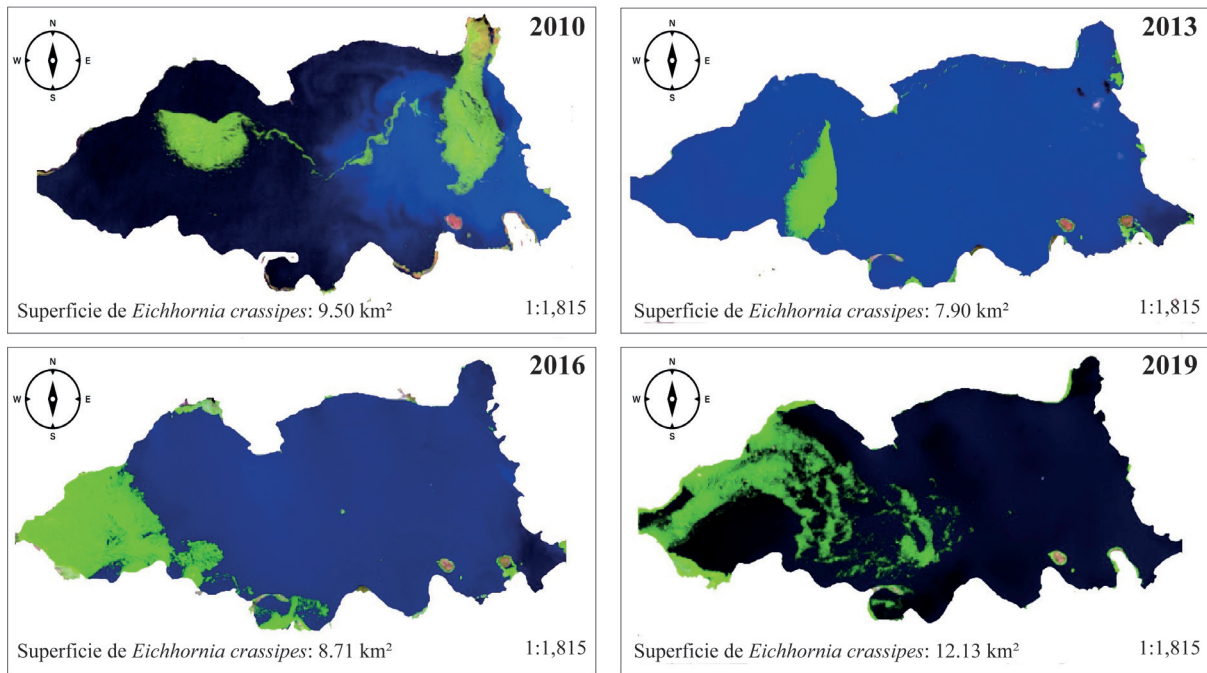 N
W E
S
2010
Superficie de Eichhornia crassipes: 9.50 km² 1:1,815
N
W E
S
2013
Superficie de Eichhornia crassipes: 7.90 km² 1:1,815
N
W E
S
2016
Superficie de Eichhornia crassipes: 8.71 km² 1:1,815
N
W E
S
2019
Superficie de Eichhornia crassipes: 12.13 km² 1:1,815